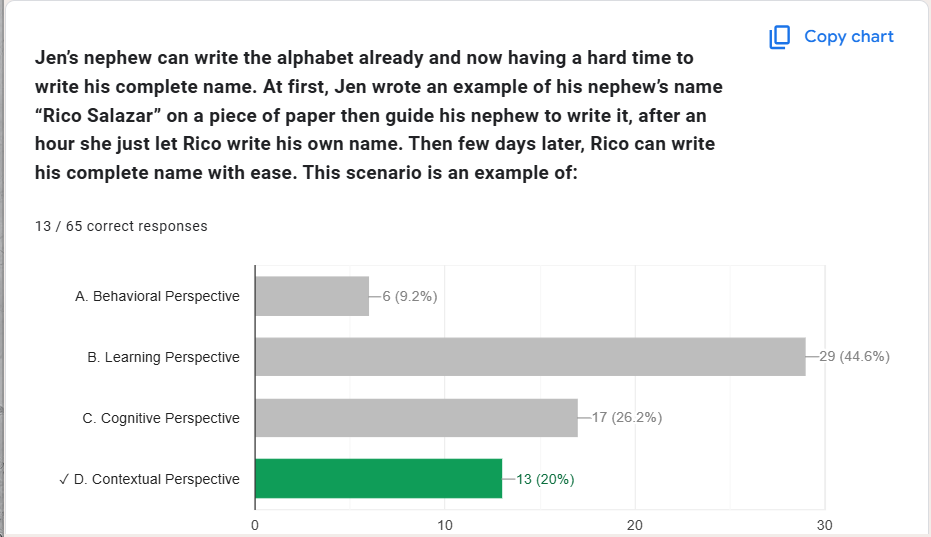 Copy chart
Jen’s nephew can write the alphabet already and now having a hard time to
write his complete name. At first, Jen wrote an example of his nephew’s name
“Rico Salazar” on a piece of paper then guide his nephew to write it, after an
hour she just let Rico write his own name. Then few days later, Rico can write
his complete name with ease. This scenario is an example of:
13 / 65 correct responses
A. Behavioral Perspective 6 (9.2%)
B. Learning Perspective 29 (44.6%)
C. Cognitive Perspective 17 (26.2%)
✓ D. Contextual Perspective 13 (20%)
0 10 20 30